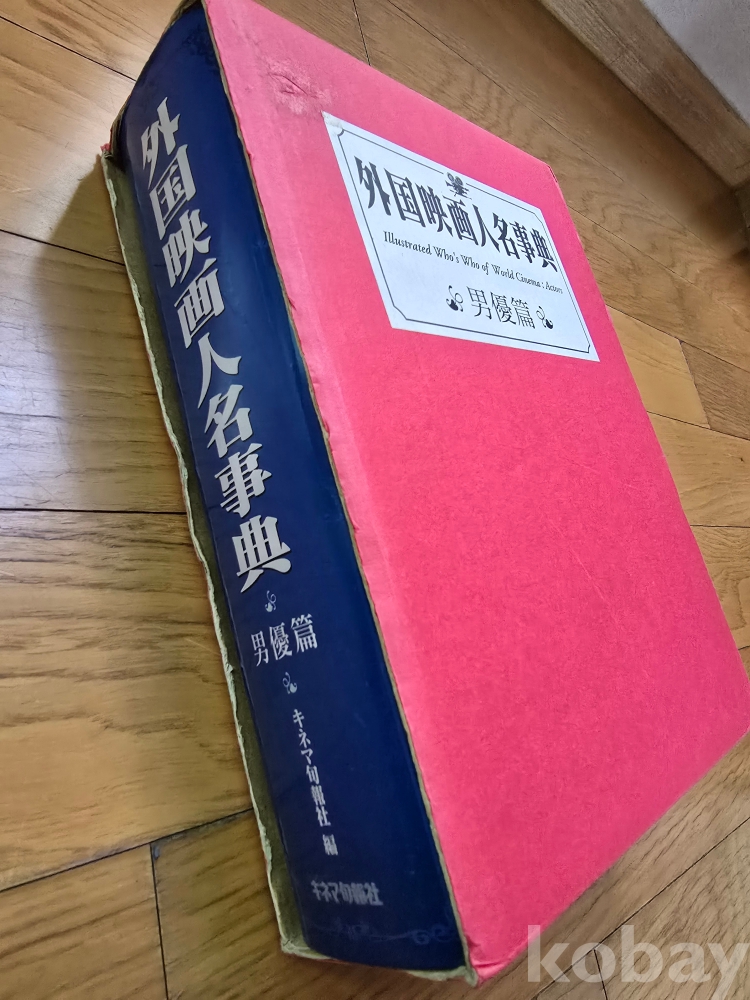 外国映画人名事典
男優篇
キネマ旬報社 編
キネマ旬報社
外国映画人名事典
Illustrated Who's Who of World Cinema : Actors
男優篇
kobay